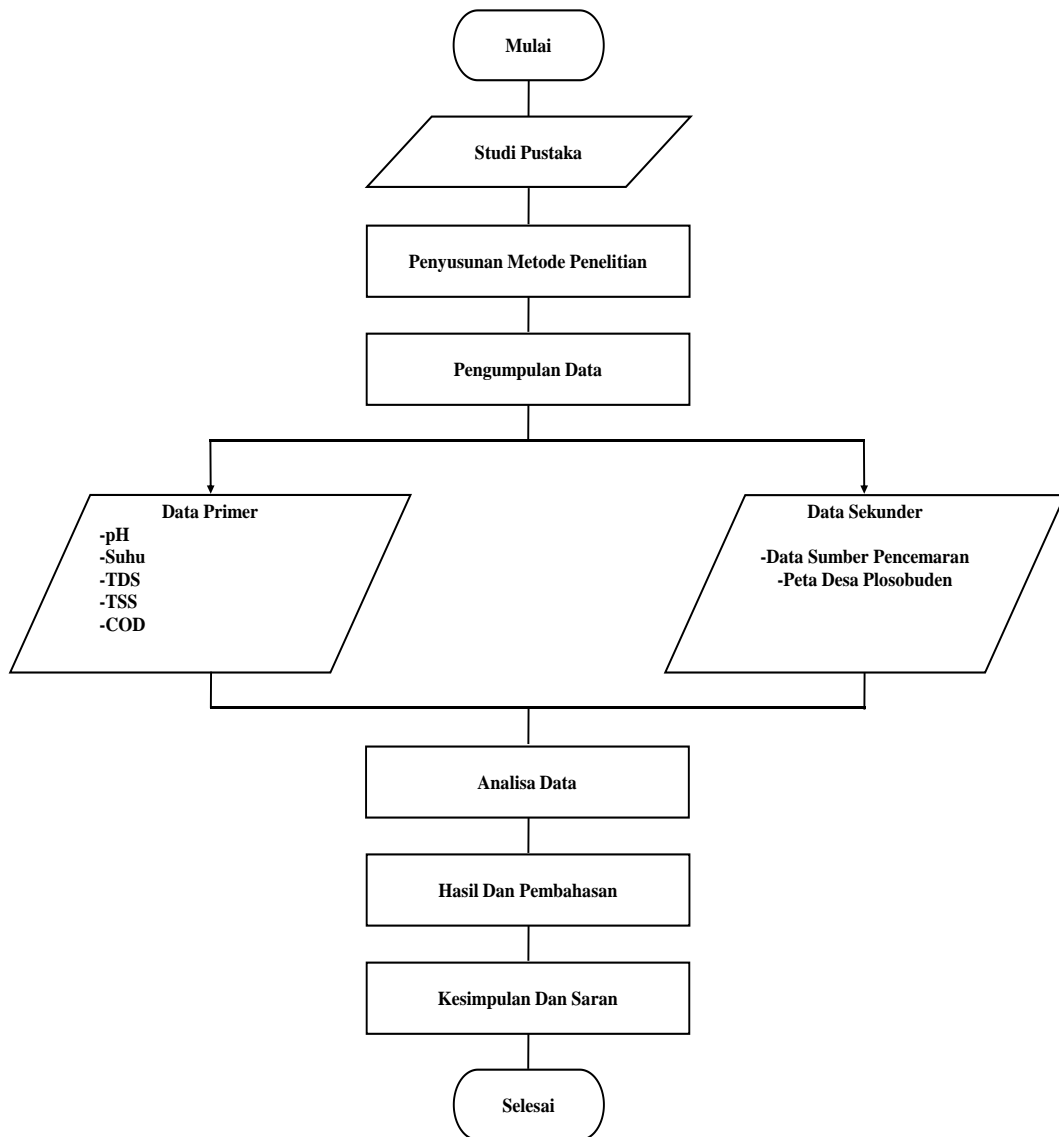 Mulai
Studi Pustaka
Penyusunan Metode Penelitian
Pengumpulan Data
Data Primer
-pH
-Suhu
-TDS
-TSS
-COD
Data Sekunder
-Data Sumber Pencemaran
-Peta Desa Plosobuden
Analisa Data
Hasil Dan Pembahasan
Kesimpulan Dan Saran
Selesai